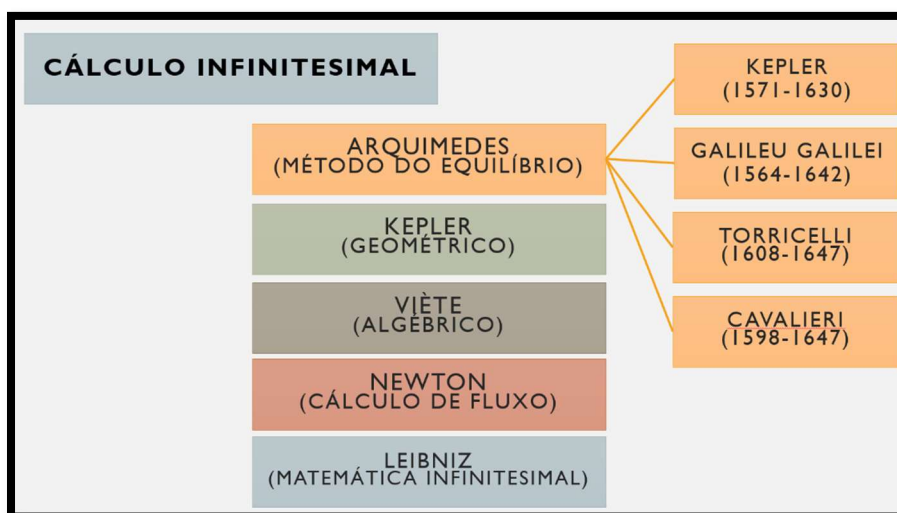 CÁLCULO INFINITESIMAL
ARQUIMEDES
(MÉTODO DO EQUILÍBRIO)
KEPLER
(GEOMÉTRICO)
VIÈTE
(ALGÉBRICO)
NEWTON
(CÁLCULO DE FLUXO)
LEIBNIZ
(MATEMÁTICA INFINITESIMAL)
KEPLER
(1571-1630)
GALILEU GALILEI
(1564-1642)
TORRICELLI
(1608-1647)
CAVALIERI
(1598-1647)